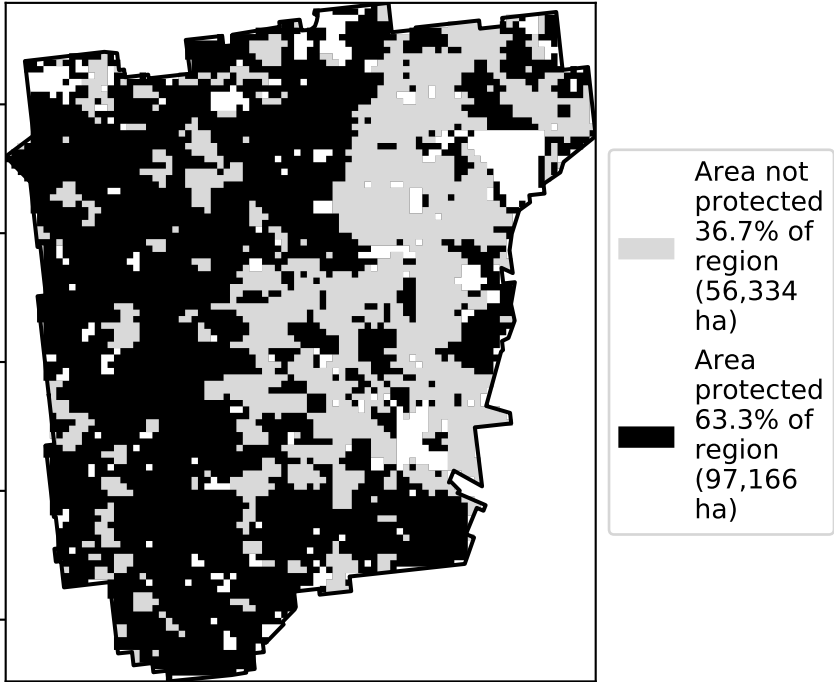 Area not
protected
36.7% of
region
(56,334
ha)
Area
protected
63.3% of
region
(97,166
ha)